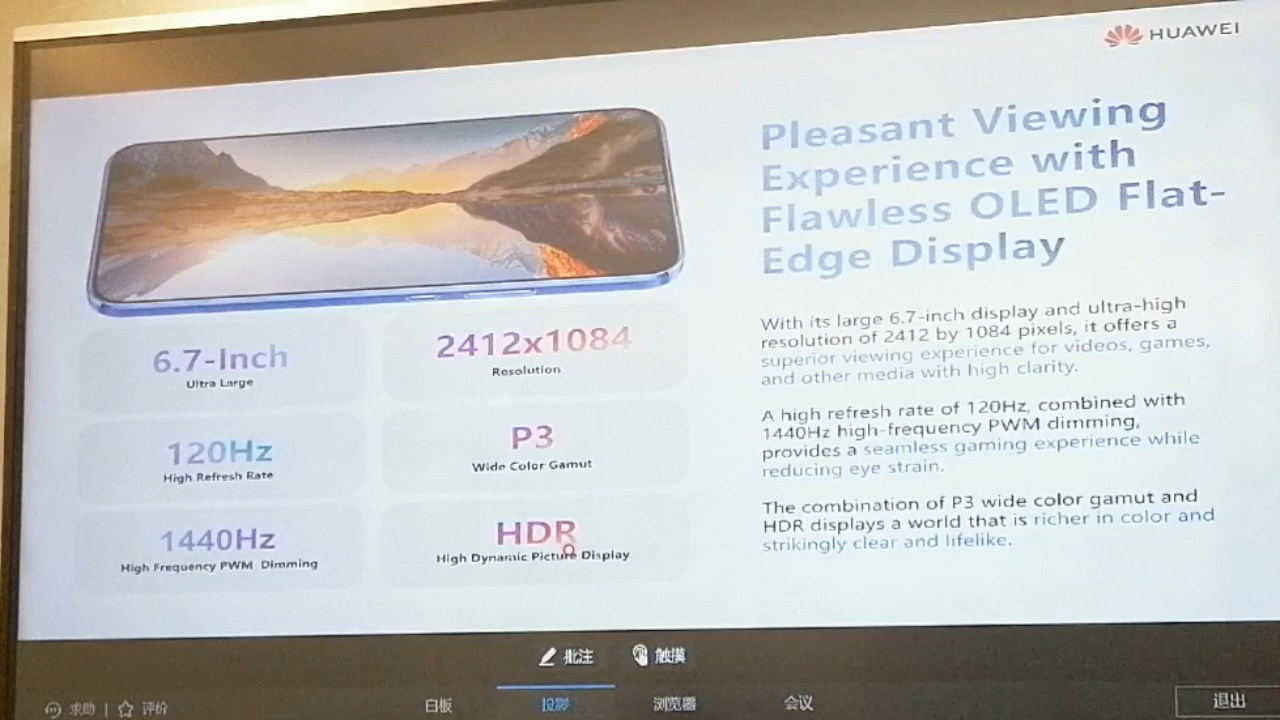 HUAWEI
Pleasant Viewing
Experience with
Flawless OLED Flat-
Edge Display
6.7-Inch
Ultra Large
2412x1084
Resolution
120Hz
High Refresh Rate
P3
Wide Color Gamut
1440Hz
High Frequency PWM Dimming
HDR
High Dynamic Picture Display
With its large 6.7-inch display and ultra-high
resolution of 2412 by 1084 pixels, it offers a
superior viewing experience for videos, games,
and other media with high clarity.
A high refresh rate of 120Hz, combined with
1440Hz high-frequency PWM dimming,
provides a seamless gaming experience while
reducing eye strain.
The combination of P3 wide color gamut and
HDR displays a world that is richer in color and
strikingly clear and lifelike.
批注 触摸
求助 | 评价 白板 投影 浏览器 会议 退出